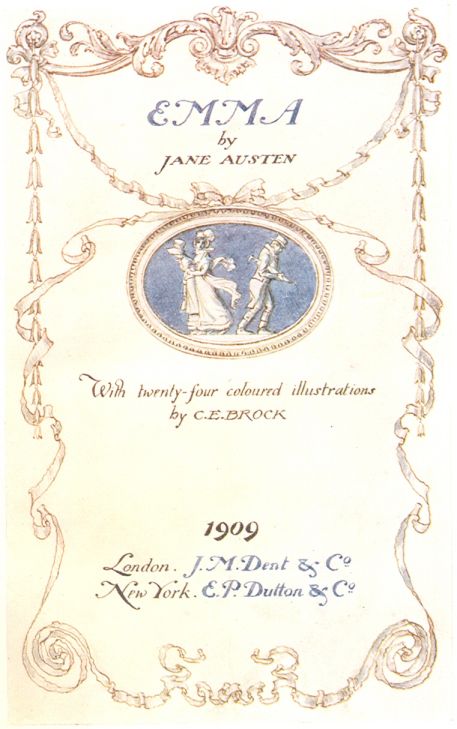 EMMA
by
JANE AUSTEN
With twenty-four coloured illustrations
by C.E.BROCK
1909
London. J.M.Dent & Co
New York. E.P.Dutton & Co